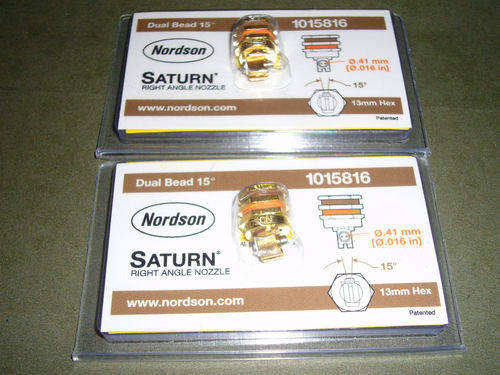 Dual Bead 15°
1015816
Nordson
Ø.41 mm
[Ø.016 in]
SATURN®
RIGHT ANGLE NOZZLE
15°
www.nordson.com
13mm Hex
Patented
Dual Bead 15°
1015816
Nordson
Ø.41 mm
[Ø.016 in]
SATURN®
RIGHT ANGLE NOZZLE
15°
www.nordson.com
13mm Hex
Patented